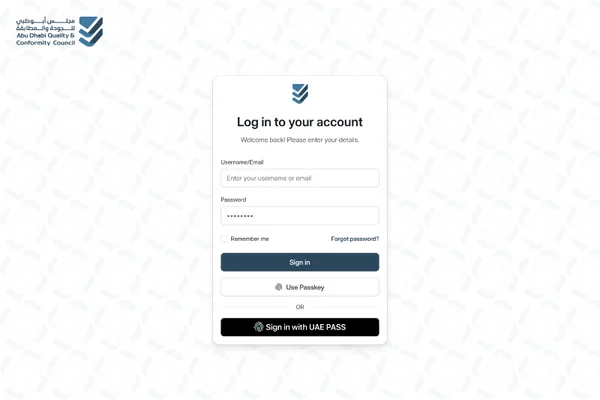 مجلس أبوظبي
للجودة والمطابقة
Abu Dhabi Quality &
Conformity Council
Log in to your account
Welcome back! Please enter your details.
Username/Email
Enter your username or email
Password
••••••••
Remember me
Forgot password?
Sign in
Use Passkey
OR
Sign in with UAE PASS